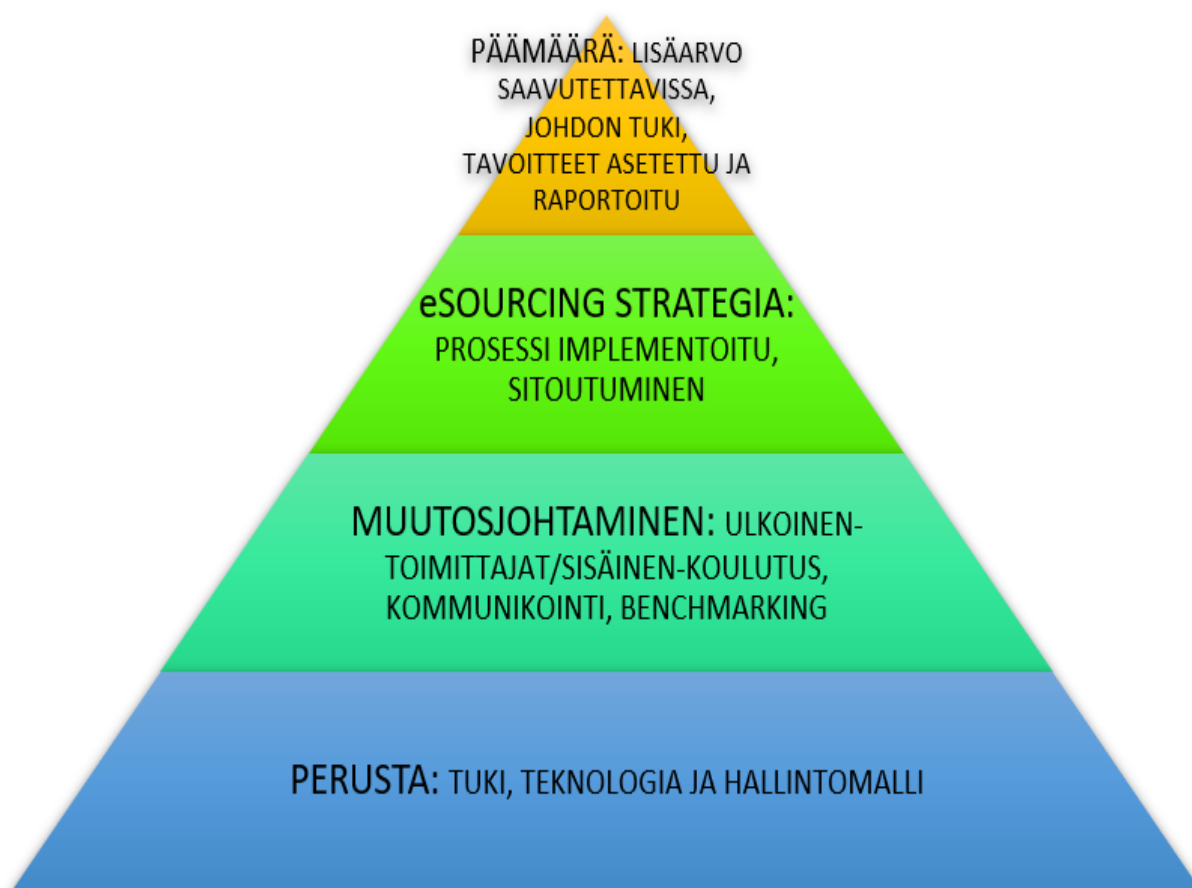 PÄÄMÄÄRÄ: LISÄARVO
SAAVUTETTAVISSA,
JOHDON TUKI,
TAVOITTEET ASETETTU JA
RAPORTOITU
eSOURCING STRATEGIA:
PROSESSI IMPLEMENTOITU,
SITOUTUMINEN
MUUTOSJOHTAMINEN: ULKOINEN-
TOIMITTAJAT/SISÄINEN-KOULUTUS,
KOMMUNIKOINTI, BENCHMARKING
PERUSTA: TUKI, TEKNOLOGIA JA HALLINTOMALLI